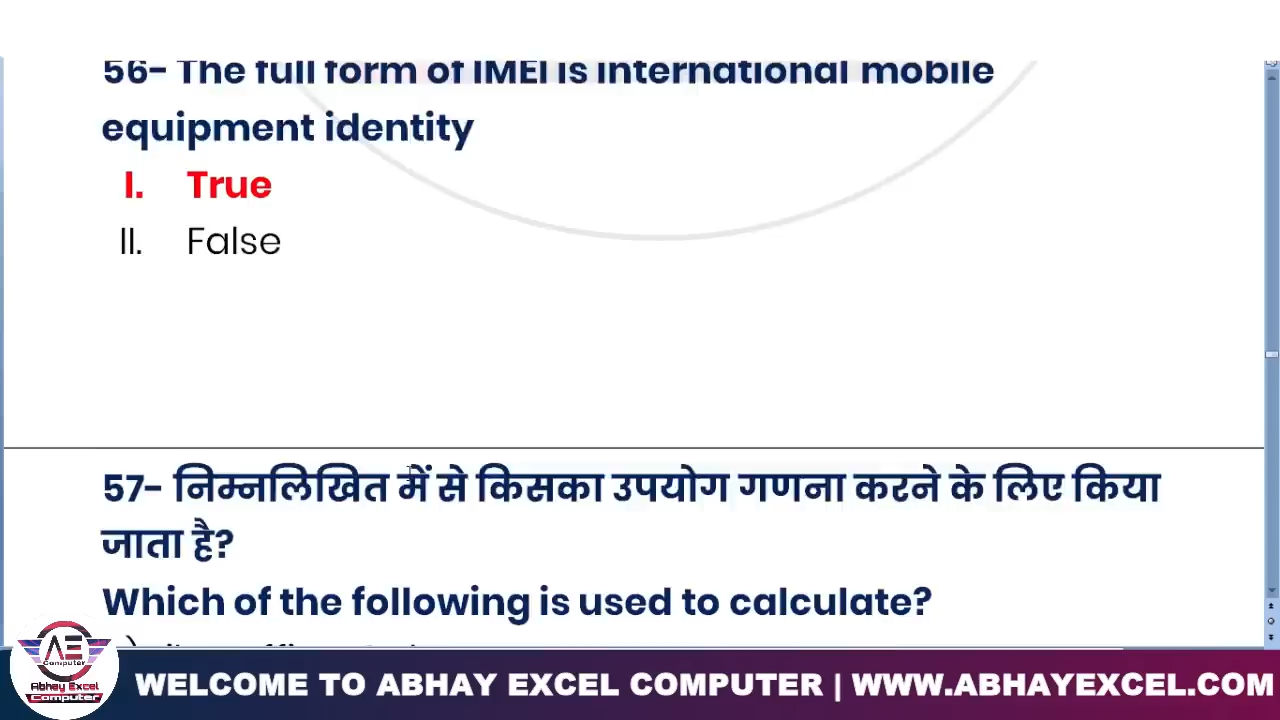 56- The full form of IMEI is international mobile
equipment identity
I. True
II. False
57- निम्नलिखित में से किसका उपयोग गणना करने के लिए किया
जाता है?
Which of the following is used to calculate?
AE
Computer
Abhay Excel
Computer
WELCOME TO ABHAY EXCEL COMPUTER | WWW.ABHAYEXCEL.COM